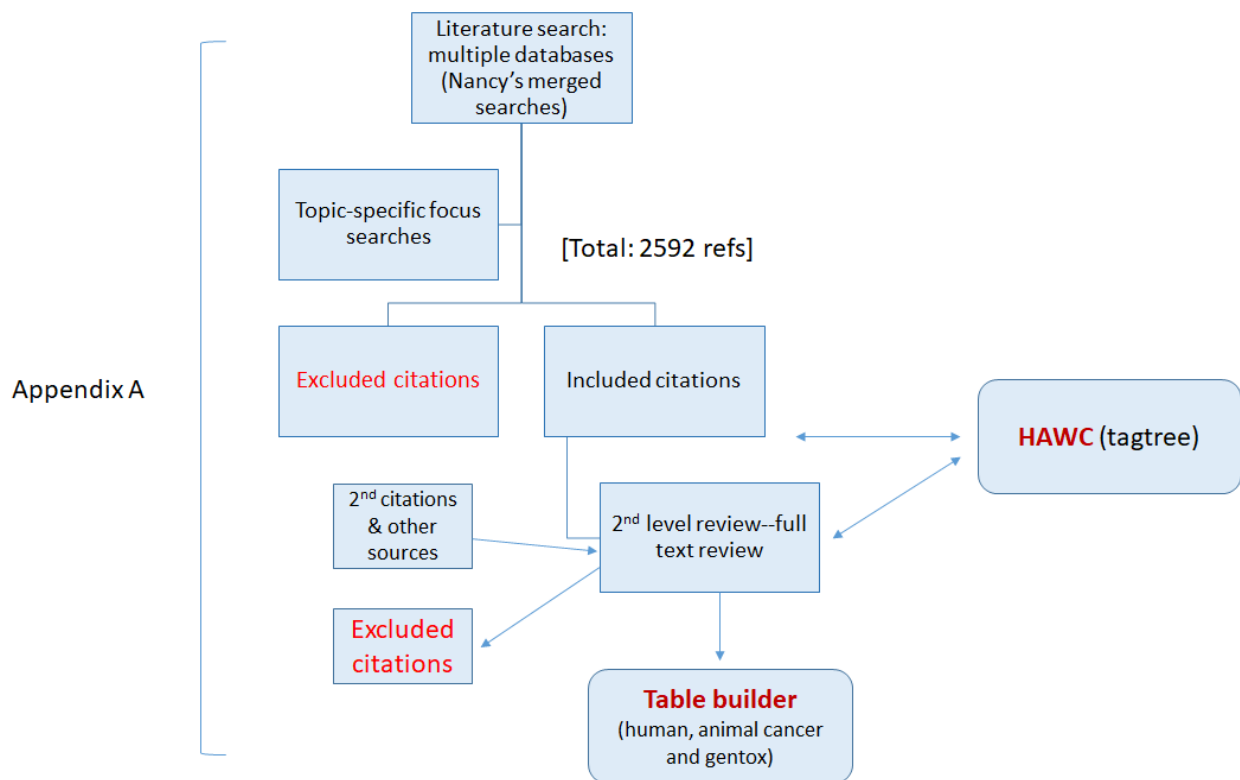 Literature search:
multiple databases
(Nancy's merged
searches)
Topic-specific focus
searches
[Total: 2592 refs]
Excluded citations
Included citations
Appendix A
HAWC (tagtree)
2nd citations
& other
sources
2nd level review--full
text review
Excluded
citations
Table builder
(human, animal cancer
and gentox)